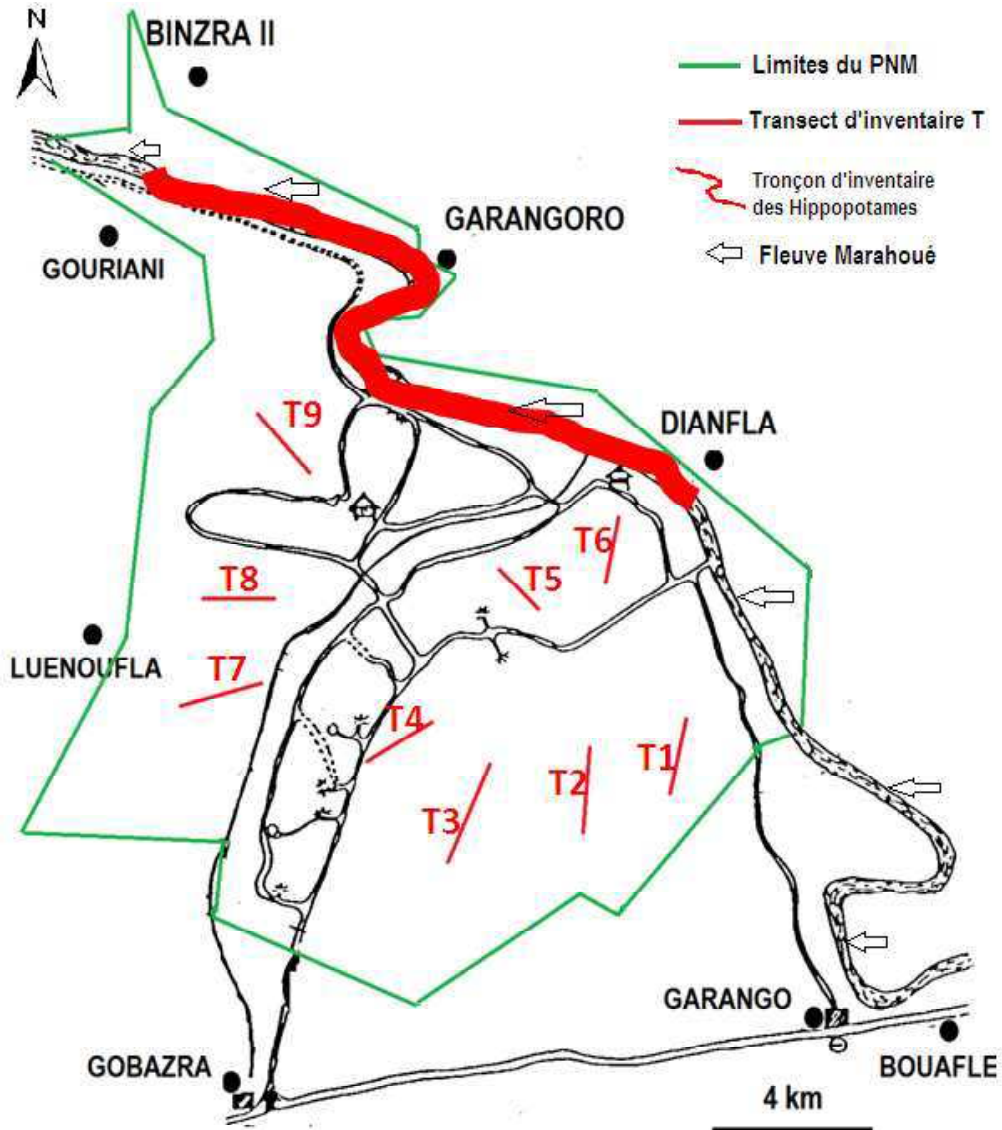 N
BINZRA II
Limites du PNM
Transect d'inventaire T
Tronçon d'inventaire
des Hippopotames
Fleuve Marahoué
GARANGORO
GOURIANI
T9
DIANFLA
T6
T5
T8
LUENOUFLA
T7
T4
T1
T2
T3
GARANGO
GOBAZRA
BOUAFLE
4 km